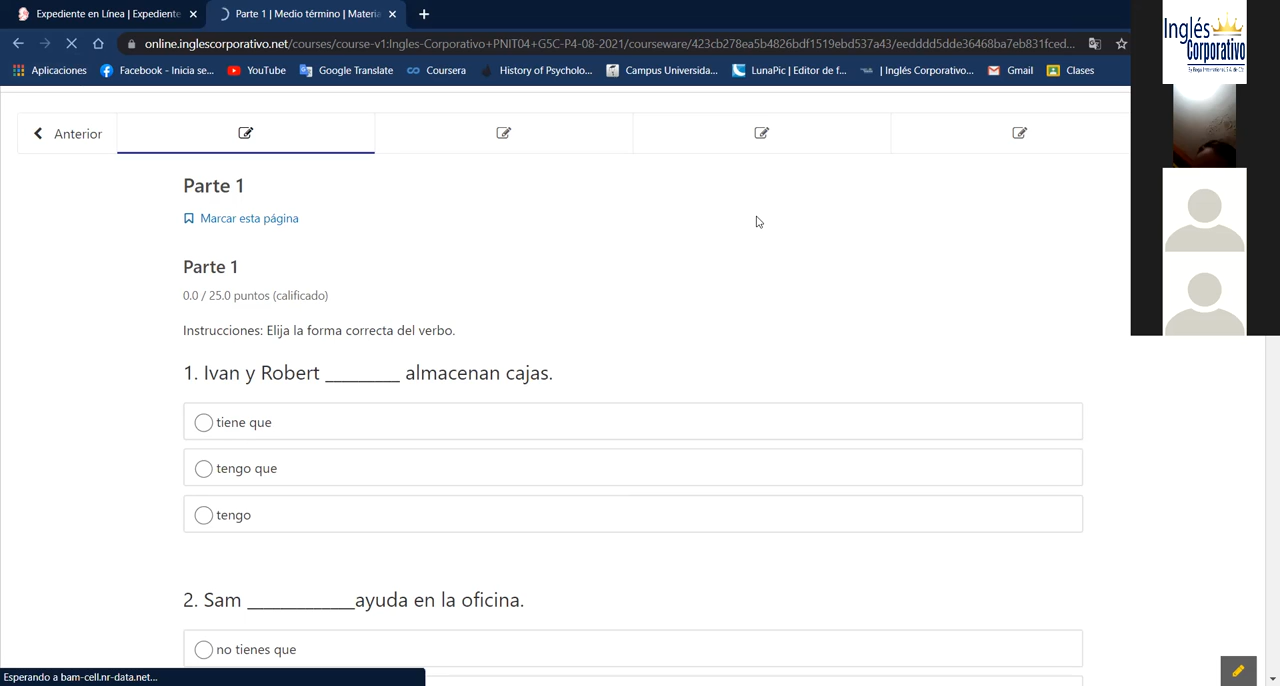 Expediente en Línea | Expediente
Parte 1 | Medio término | Materia
online.inglescorporativo.net/courses/course-v1:Ingles-Corporativo+PNIT04+G5C-P4-08-2021/courseware/423cb278ea5b4826bdf1519ebd537a43/eedddd5dde36468ba7eb831fced...
Aplicaciones Facebook - Inicia se... YouTube Google Translate Coursera History of Psycholo... Campus Universida... LunaPic | Editor de f... | Inglés Corporativo... Gmail Clases
Inglés
Corporativo
Anterior
Parte 1
Marcar esta página
Parte 1
0.0 / 25.0 puntos (calificado)
Instrucciones: Elija la forma correcta del verbo.
1. Ivan y Robert _________ almacenan cajas.
tiene que
tengo que
tengo
2. Sam _____________ayuda en la oficina.
no tienes que
Esperando a bam-cell.nr-data.net...